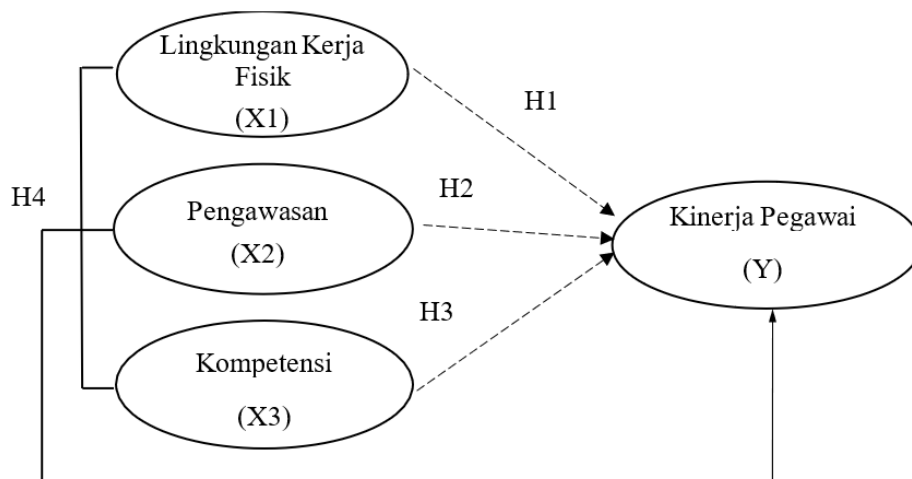 Lingkungan Kerja
Fisik
(X1)
H1
H4
Pengawasan
(X2)
H2
Kinerja Pegawai
(Y)
H3
Kompetensi
(X3)